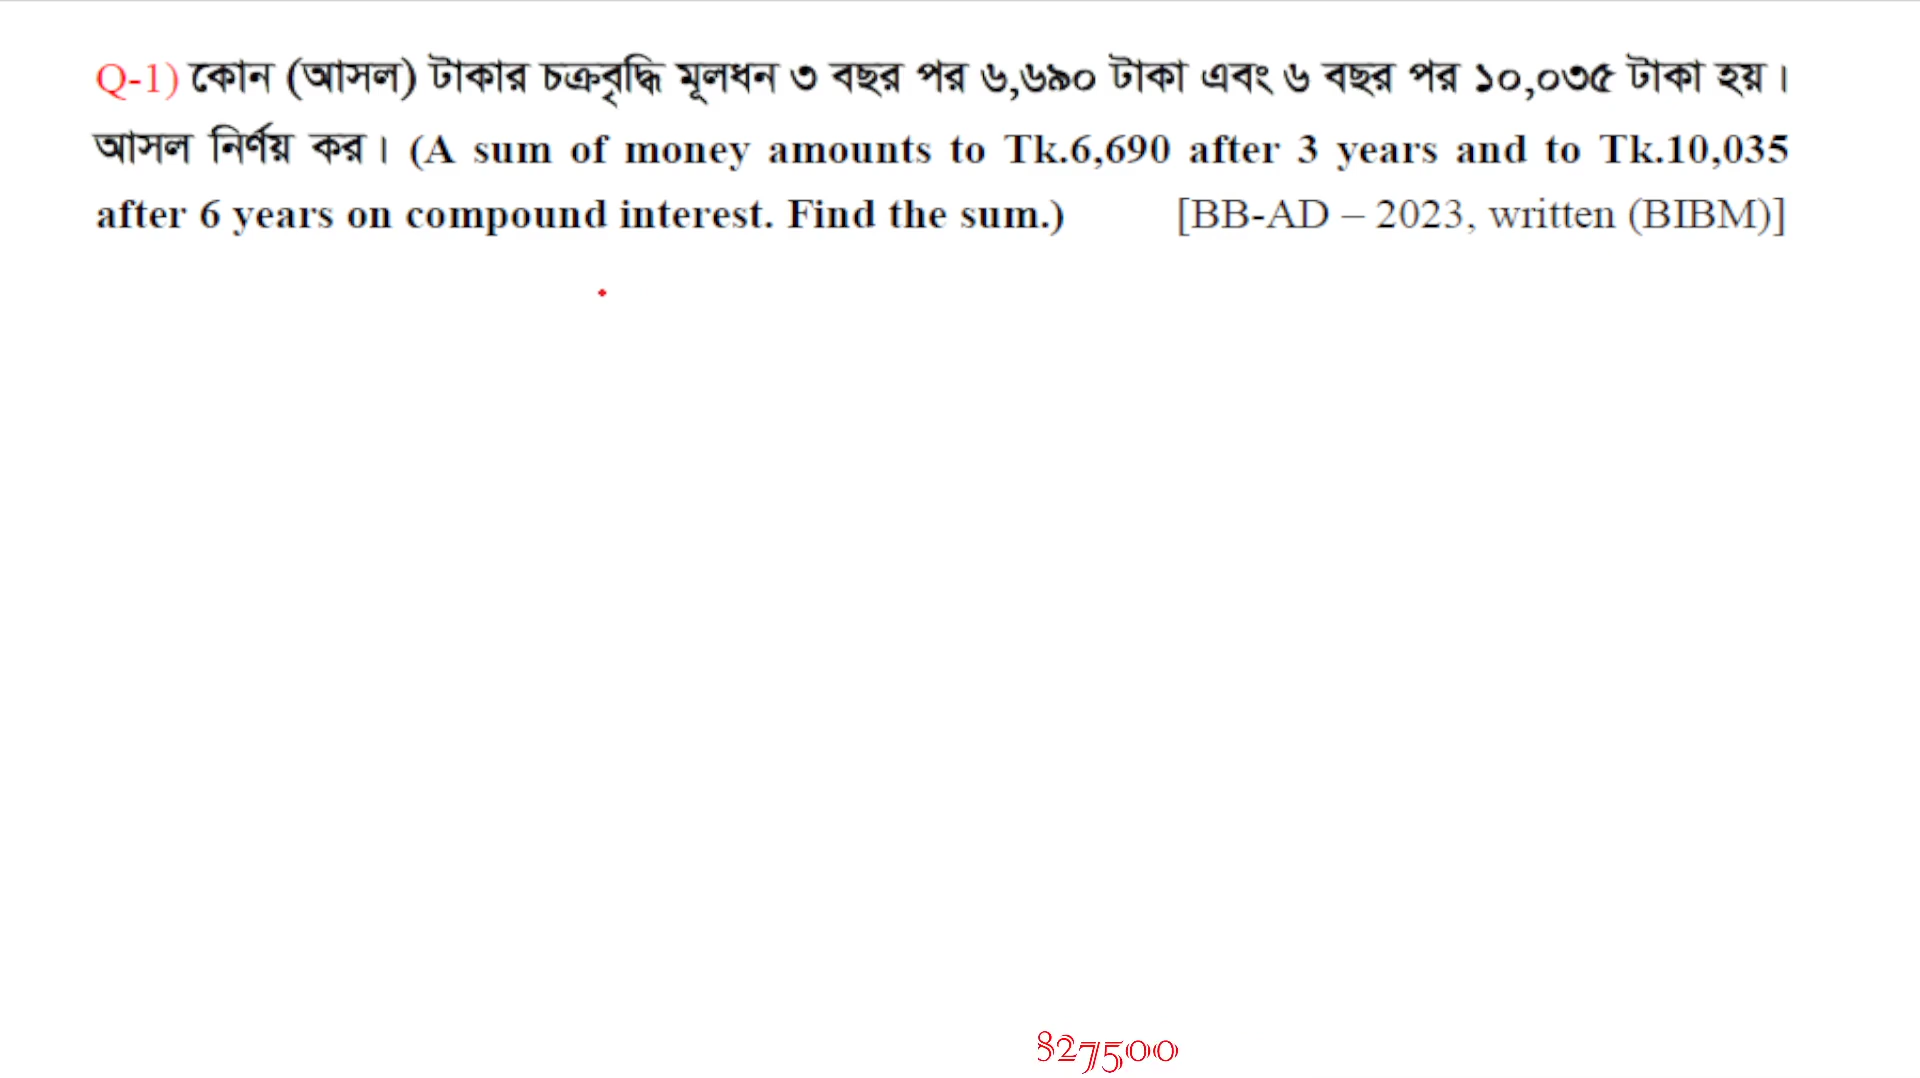 Q-1) কোন (আসল) টাকার চক্রবৃদ্ধি মূলধন ৩ বছর পর ৬,৬৯০ টাকা এবং ৬ বছর পর ১০,০৩৫ টাকা হয়।
আসল নির্ণয় কর। (A sum of money amounts to Tk.6,690 after 3 years and to Tk.10,035
after 6 years on compound interest. Find the sum.) [BB-AD – 2023, written (BIBM)]
827500